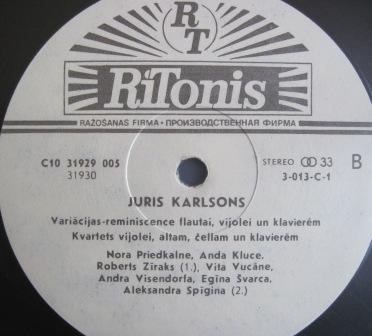 RT
RiTonis
RAŽOŠANAS FIRMA • ПРОИЗВОДСТВЕННАЯ ФИРМА
C10 31929 005 STEREO 33 B
31930 3-013-C-1
JURIS KARLSONS
Variācijas-reminiscence flautai, vijolei un klavierēm
Kvartets vijolei, altam, čellam un klavierēm
Nora Priedkalne, Anda Kluce,
Roberts Zīraks (1.), Vita Vucāne,
Andra Visendorfa, Egīna Švarca,
Aleksandra Spīgina (2.)